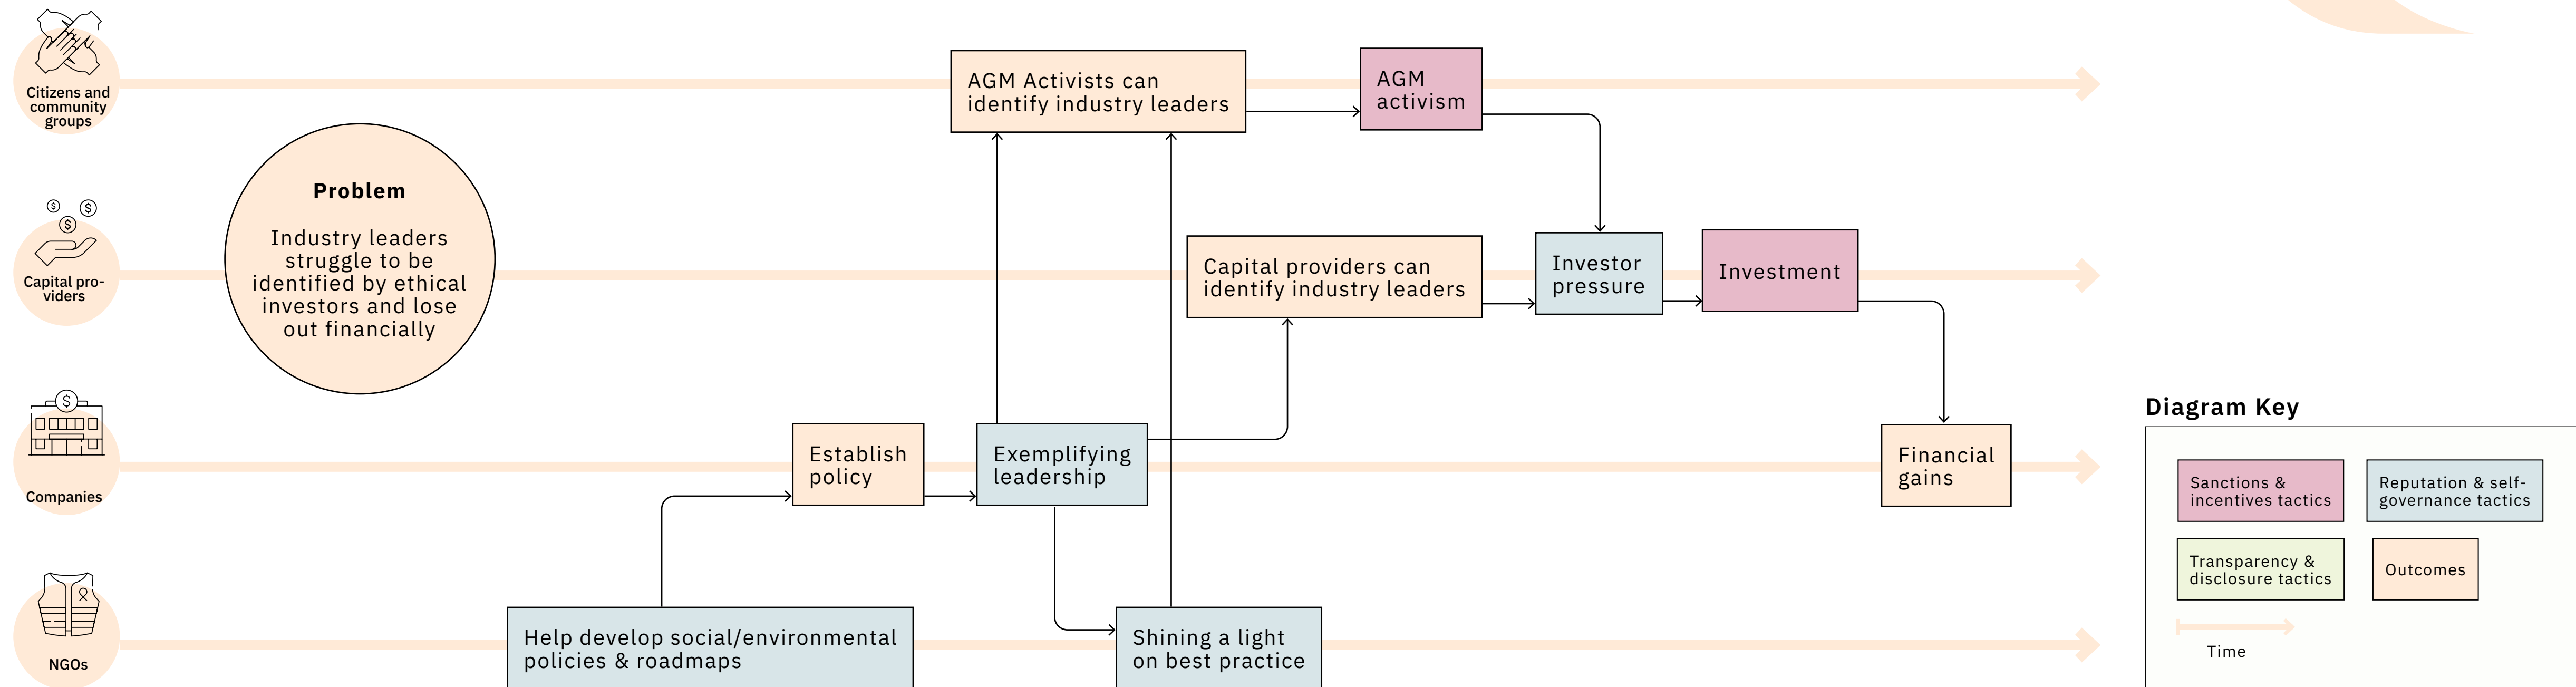 Citizens and
community
groups
AGM Activists can
identify industry leaders
AGM
activism
Problem
Industry leaders
struggle to be
identified by ethical
investors and lose
out financially
$
$
$
Capital pro-
viders
Capital providers can
identify industry leaders
Investor
pressure
Investment
$
Companies
Establish
policy
Exemplifying
leadership
Financial
gains
NGOs
Help develop social/environmental
policies & roadmaps
Shining a light
on best practice
Diagram Key
Sanctions &
incentives tactics
Reputation & self-
governance tactics
Transparency &
disclosure tactics
Outcomes
Time